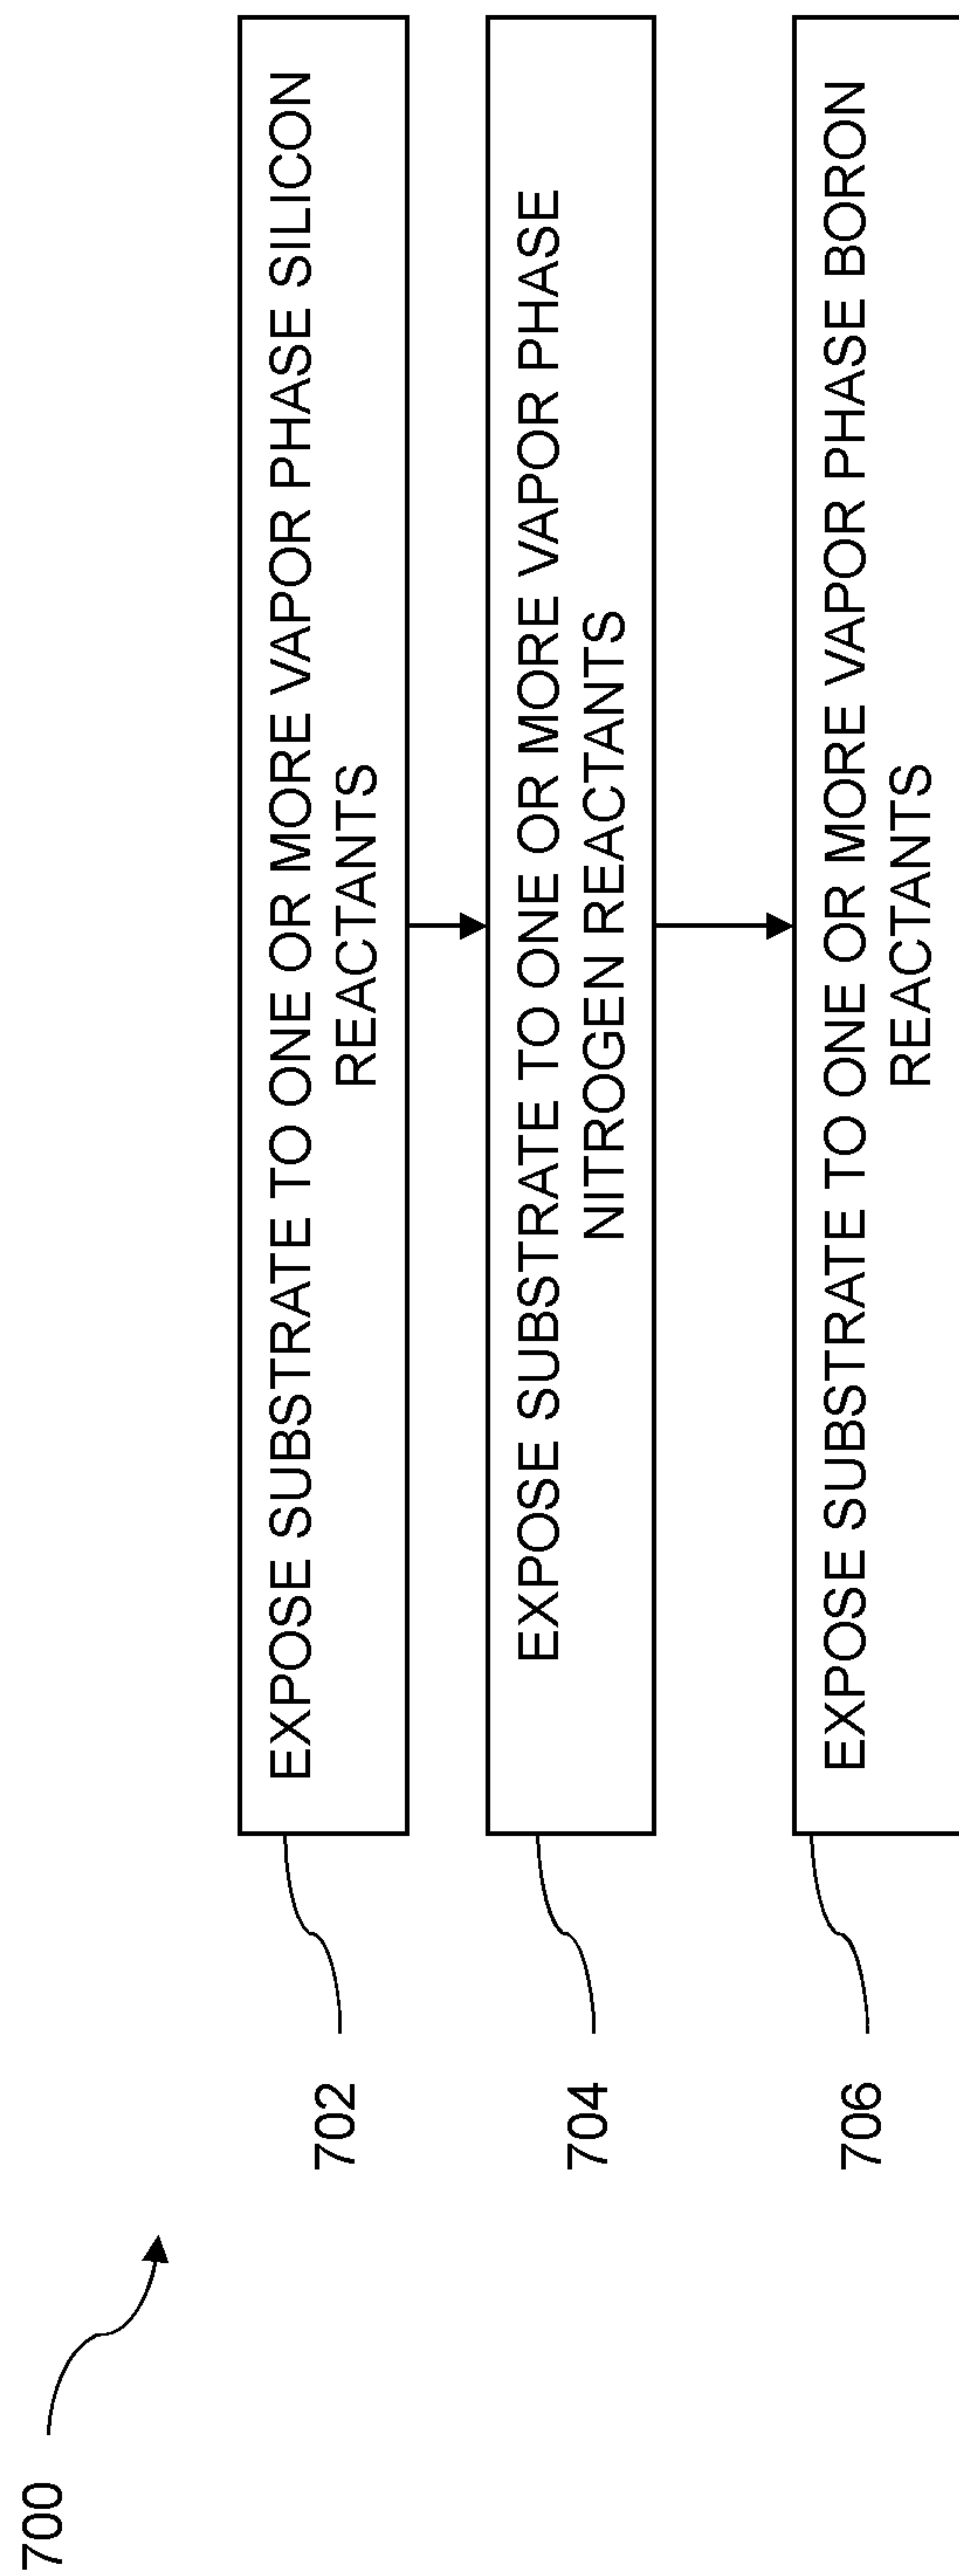 700
702
EXPOSE SUBSTRATE TO ONE OR MORE VAPOR PHASE SILICON
REACTANTS
704
EXPOSE SUBSTRATE TO ONE OR MORE VAPOR PHASE
NITROGEN REACTANTS
706
EXPOSE SUBSTRATE TO ONE OR MORE VAPOR PHASE BORON
REACTANTS